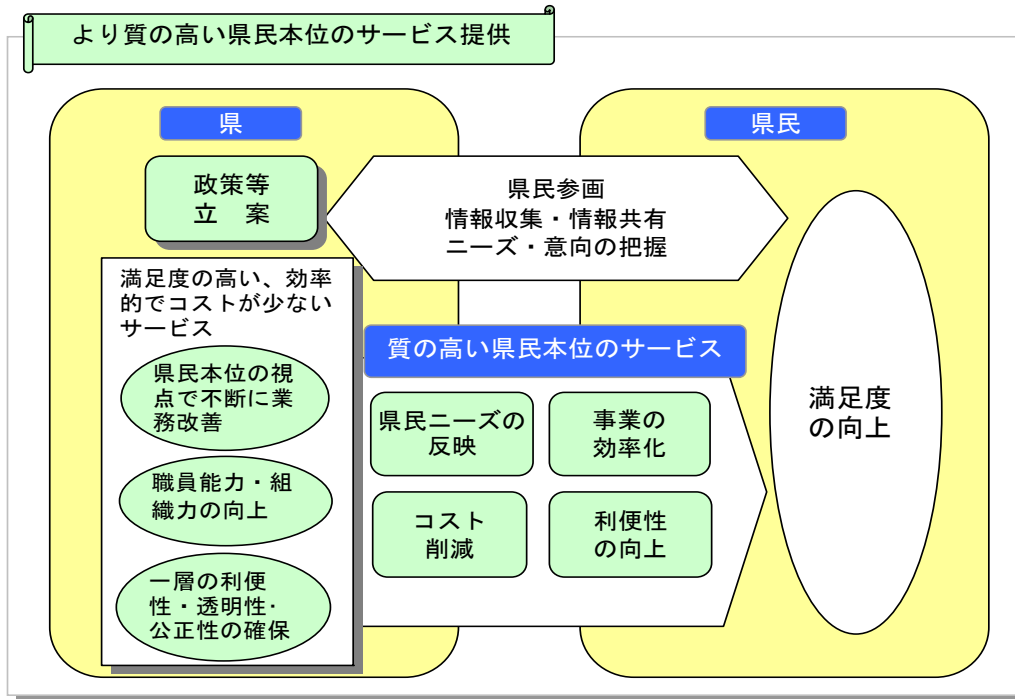 より質の高い県民本位のサービス提供
県
県民
政策等
立　案
県民参画
情報収集・情報共有
ニーズ・意向の把握
満足度の高い、効率
的でコストが少ない
サービス
県民本位の視
点で不断に業
務改善
職員能力・組
織力の向上
一層の利便
性・透明性・
公正性の確保
質の高い県民本位のサービス
県民ニーズの
反映
事業の
効率化
コスト
削減
利便性
の向上
満足度
の向上